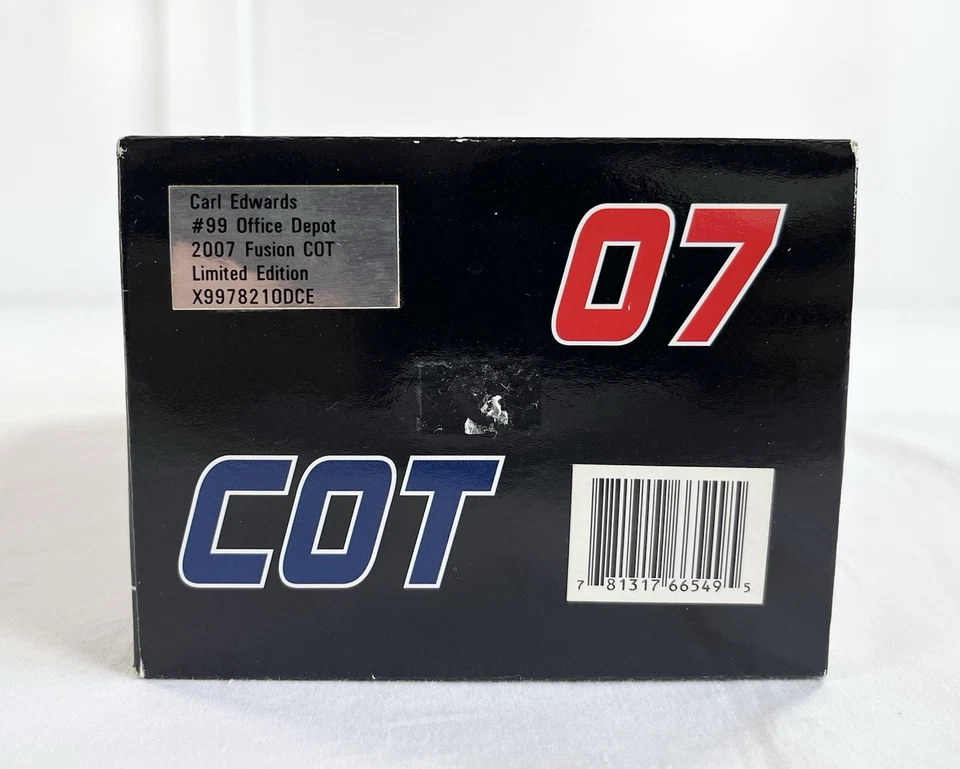 Carl Edwards
#99 Office Depot
2007 Fusion COT
Limited Edition
X997821ODCE
07
COT
7 81317 66549 5